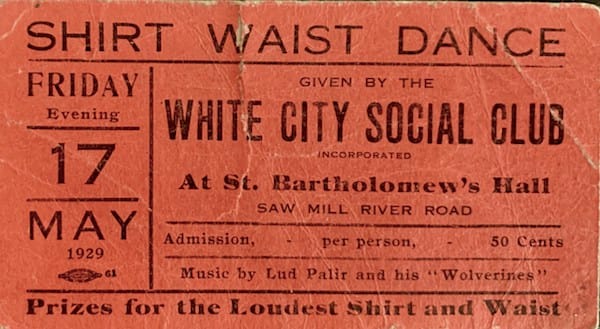 SHIRT WAIST DANCE
FRIDAY
Evening
17
MAY
1929
61
GIVEN BY THE
WHITE CITY SOCIAL CLUB
INCORPORATED
At St. Bartholomew's Hall
SAW MILL RIVER ROAD
Admission, - per person, - 50 Cents
Music by Lud Palir and his "Wolverines"
Prizes for the Loudest Shirt and Waist